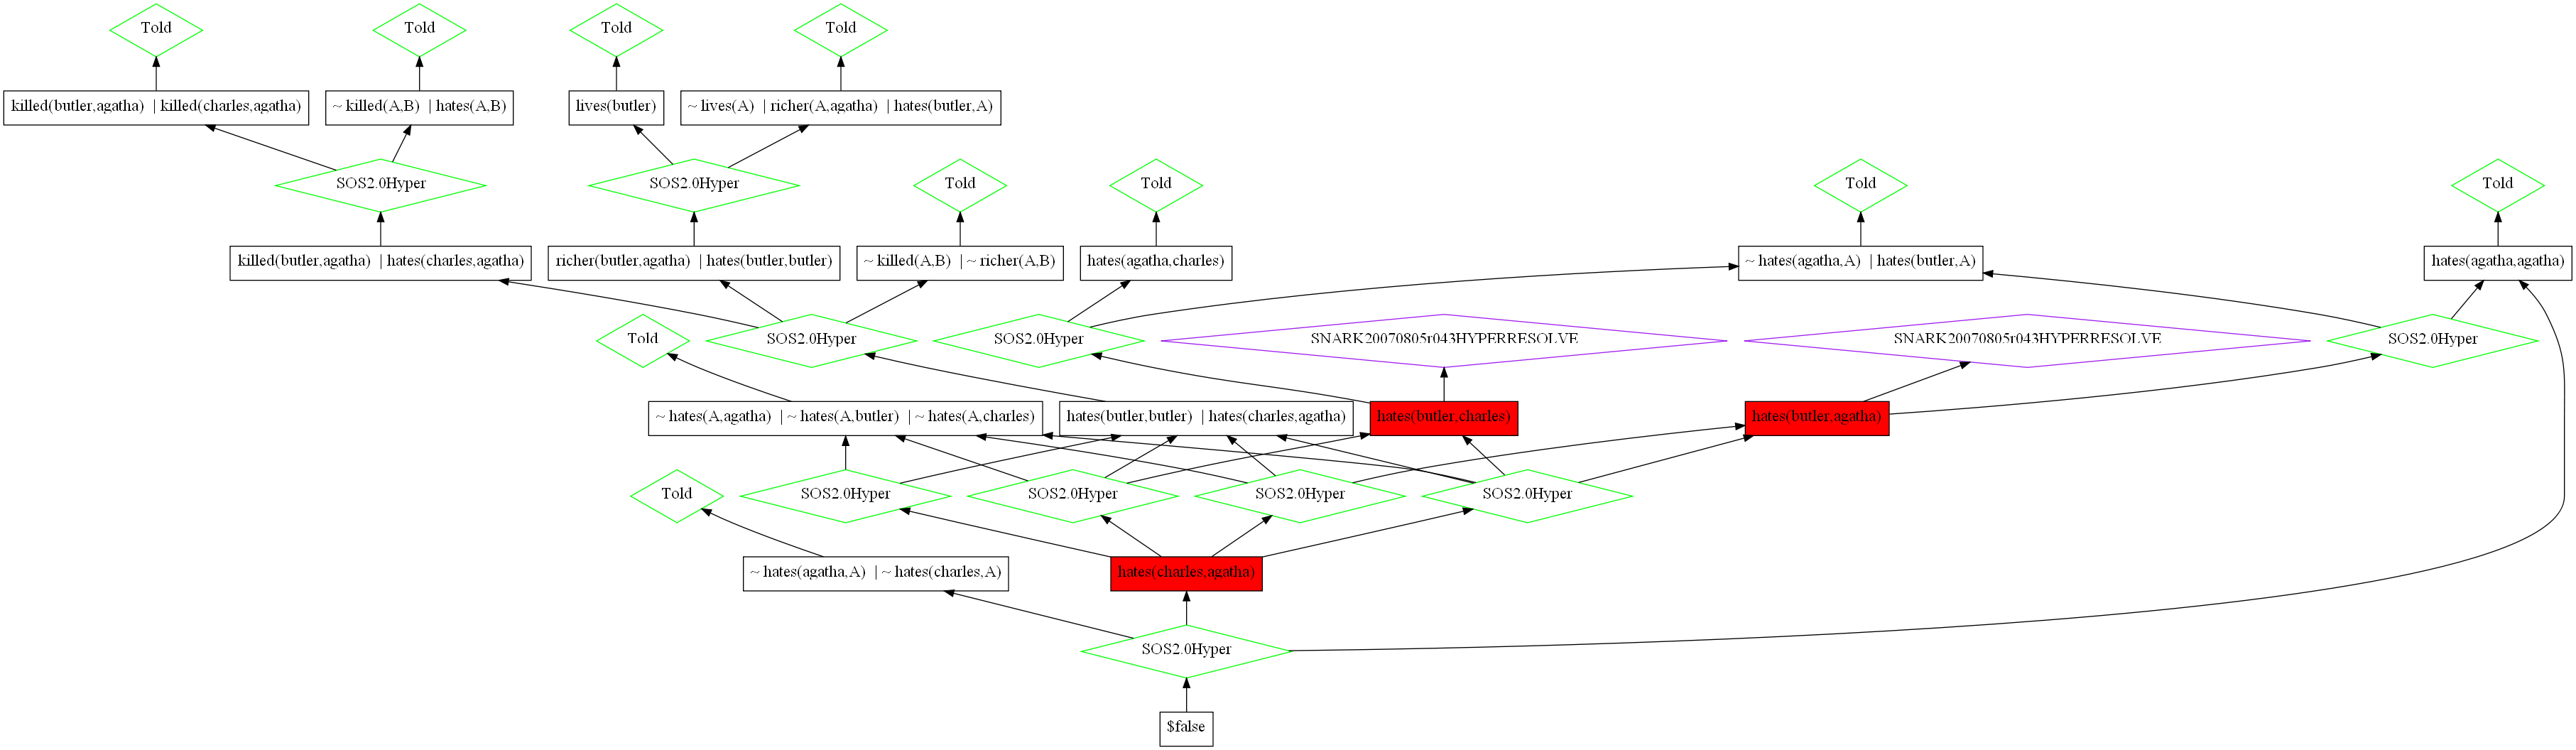 Told
Told
Told
Told
killed(butler,agatha) | killed(charles,agatha)
~ killed(A,B) | hates(A,B)
lives(butler)
~ lives(A) | richer(A,agatha) | hates(butler,A)
SOS2.0Hyper
SOS2.0Hyper
Told
Told
Told
Told
killed(butler,agatha) | hates(charles,agatha)
richer(butler,agatha) | hates(butler,butler)
~ killed(A,B) | ~ richer(A,B)
hates(agatha,charles)
~ hates(agatha,A) | hates(butler,A)
hates(agatha,agatha)
Told
SOS2.0Hyper
SOS2.0Hyper
SNARK20070805r043HYPERRESOLVE
SNARK20070805r043HYPERRESOLVE
SOS2.0Hyper
~ hates(A,agatha) | ~ hates(A,butler) | ~ hates(A,charles)
hates(butler,butler) | hates(charles,agatha)
hates(butler,charles)
hates(butler,agatha)
Told
SOS2.0Hyper
SOS2.0Hyper
SOS2.0Hyper
SOS2.0Hyper
~ hates(agatha,A) | ~ hates(charles,A)
hates(charles,agatha)
SOS2.0Hyper
$false